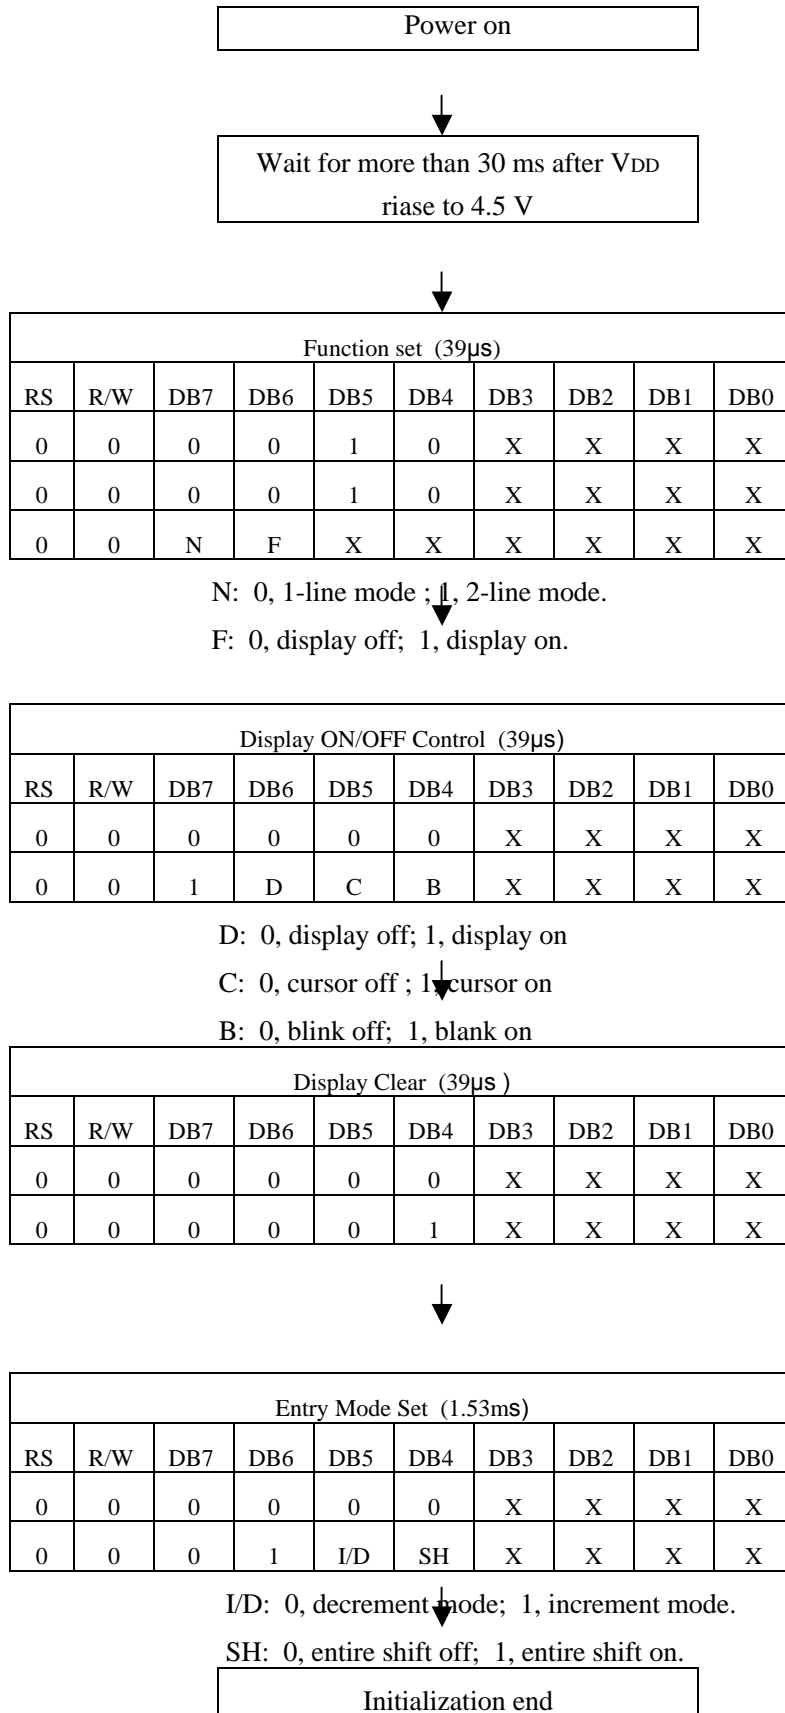 Power on
Wait for more than 30 ms after VDD
riase to 4.5 V
Function set (39µs)
RS R/W DB7 DB6 DB5 DB4 DB3 DB2 DB1 DB0
0 0 0 0 1 0 X X X X
0 0 0 0 1 0 X X X X
0 0 N F X X X X X X
N: 0, 1-line mode ; 1, 2-line mode.
F: 0, display off; 1, display on.
Display ON/OFF Control (39µs)
RS R/W DB7 DB6 DB5 DB4 DB3 DB2 DB1 DB0
0 0 0 0 0 0 X X X X
0 0 1 D C B X X X X
D: 0, display off; 1, display on
C: 0, cursor off ; 1, cursor on
B: 0, blink off; 1, blank on
Display Clear (39µs )
RS R/W DB7 DB6 DB5 DB4 DB3 DB2 DB1 DB0
0 0 0 0 0 0 X X X X
0 0 0 0 0 1 X X X X
Entry Mode Set (1.53ms)
RS R/W DB7 DB6 DB5 DB4 DB3 DB2 DB1 DB0
0 0 0 0 0 0 X X X X
0 0 0 1 I/D SH X X X X
I/D: 0, decrement mode; 1, increment mode.
SH: 0, entire shift off; 1, entire shift on.
Initialization end